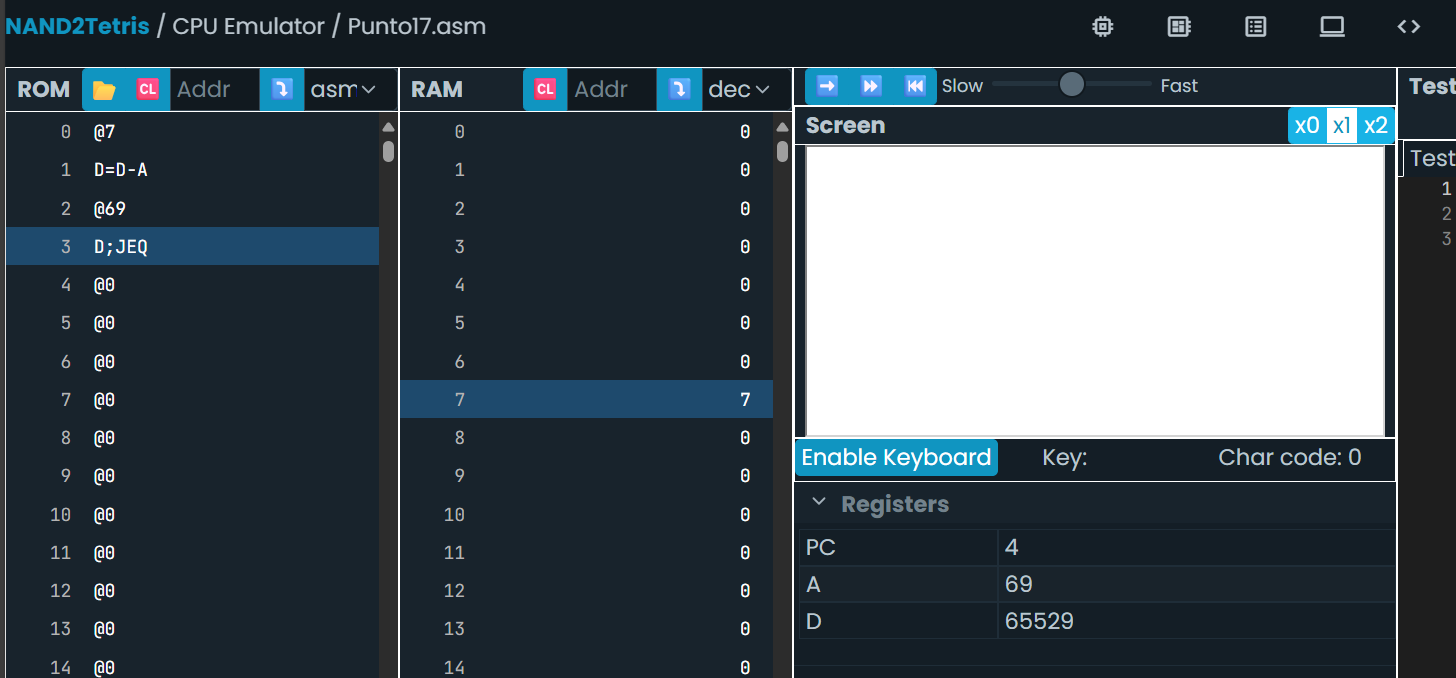 NAND2Tetris / CPU Emulator / Punto17.asm
ROM CL Addr asm
0 @7
1 D=D-A
2 @69
3 D;JEQ
4 @0
5 @0
6 @0
7 @0
8 @0
9 @0
10 @0
11 @0
12 @0
13 @0
14 @0
RAM CL Addr dec
0 0
1 0
2 0
3 0
4 0
5 0
6 0
7 7
8 0
9 0
10 0
11 0
12 0
13 0
14 0
Slow Fast
Screen x0 x1 x2
Enable Keyboard Key: Char code: 0
Registers
PC 4
A 69
D 65529
Test
Test
1
2
3